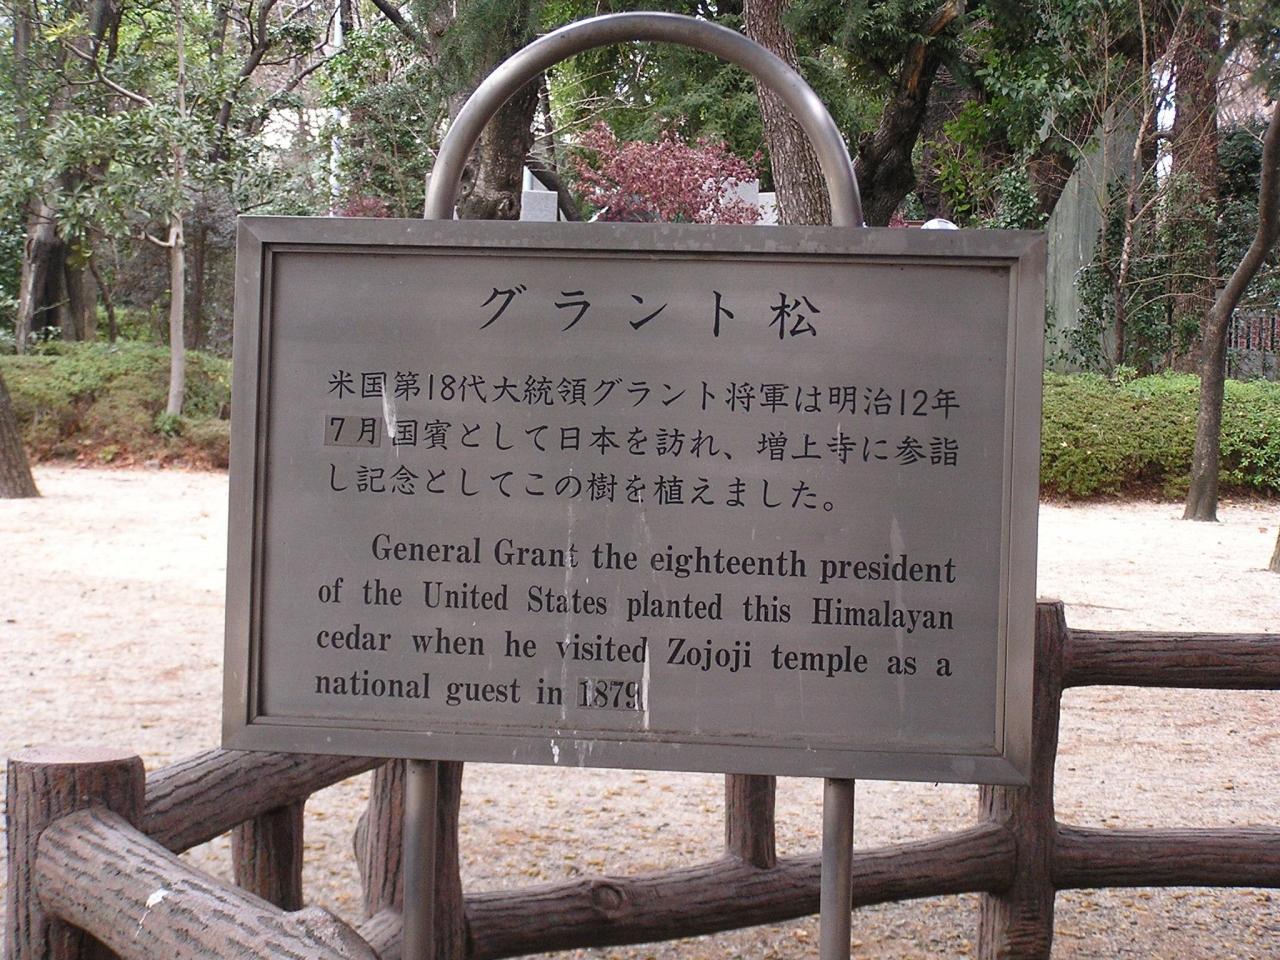 グラント松
米国第18代大統領グラント将軍は明治12年
7月国賓として日本を訪れ、増上寺に参詣
し記念としてこの樹を植えました。
General Grant the eighteenth president
of the United States planted this Himalayan
cedar when he visited Zojoji temple as a
national guest in 1879